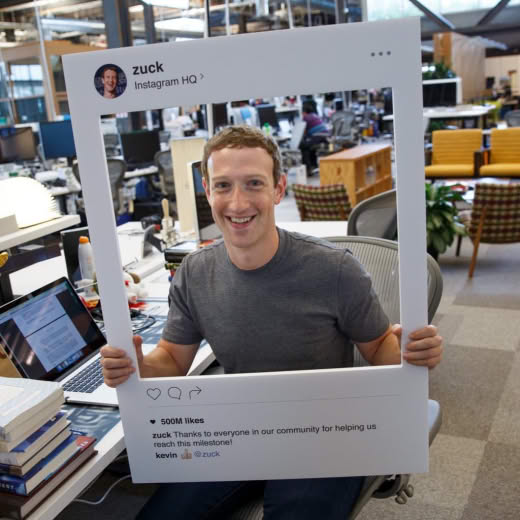 zuck
Instagram HQ >
500M likes
zuck Thanks to everyone in our community for helping us
reach this milestone!
kevin 👍🏼 @zuck